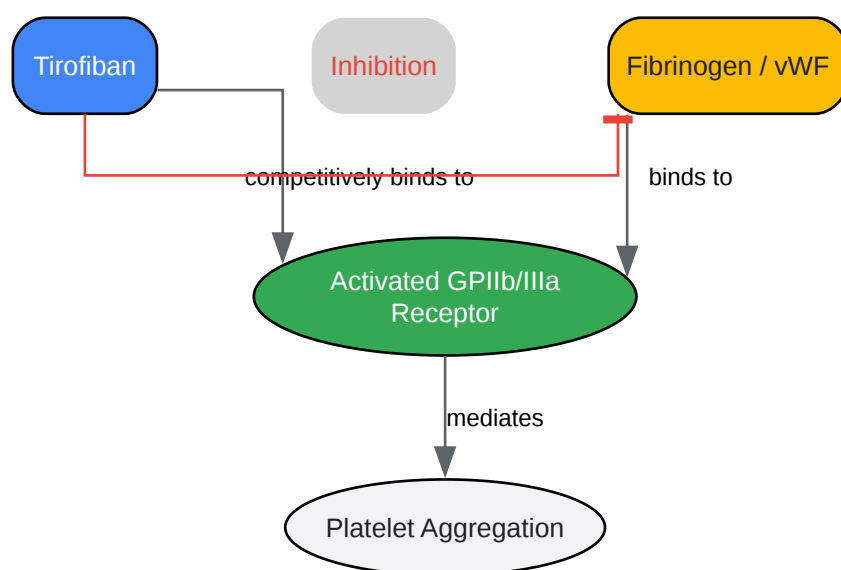 Tirofiban
Inhibition
Fibrinogen / vWF
competitively binds to
binds to
Activated GPIIb/IIIa
Receptor
mediates
Platelet Aggregation